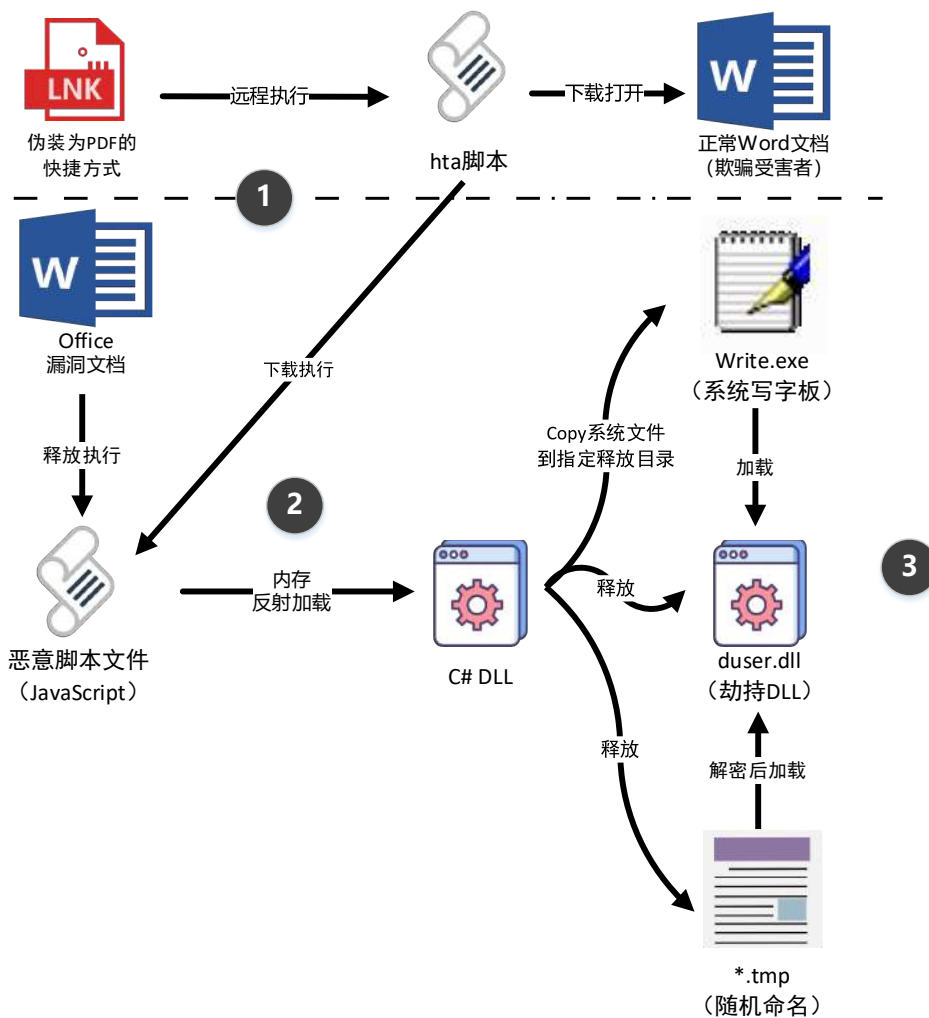 LNK
伪装为PDF的
快捷方式
远程执行
hta脚本
下载打开
W
正常Word文档
(欺骗受害者)
1
W
Office
漏洞文档
释放执行
下载执行
Write.exe
（系统写字板）
Copy系统文件
到指定释放目录
加载
2
3
恶意脚本文件
（JavaScript）
内存
反射加载
C# DLL
释放
duser.dll
（劫持DLL）
释放
解密后加载
*.tmp
（随机命名）